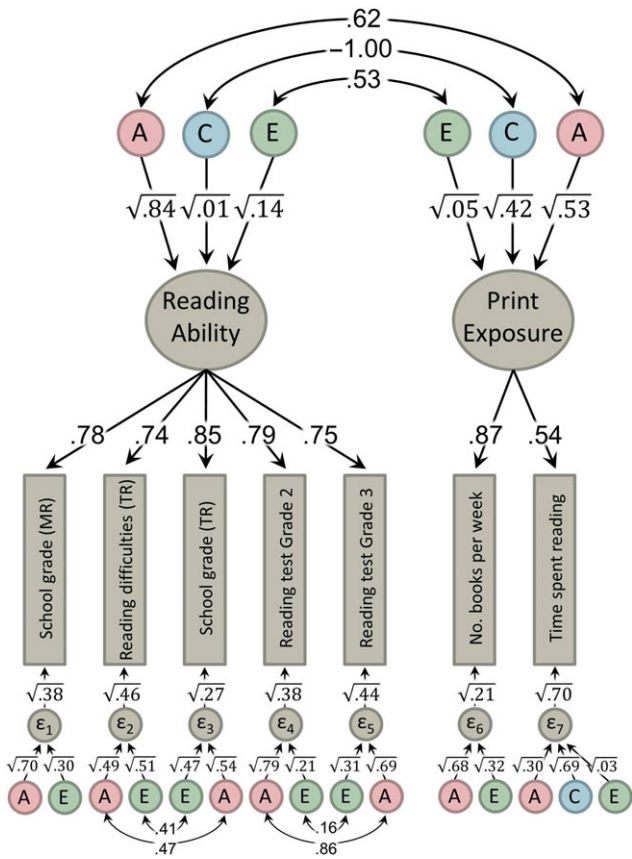 .62
–1.00
.53
A C E E C A
√.84 √.01 √.14 √.05 √.42 √.53
Reading
Ability
Print
Exposure
.78 .74 .85 .79 .75 .87 .54
School grade (MR)
Reading difficulties (TR)
School grade (TR)
Reading test Grade 2
Reading test Grade 3
No. books per week
Time spent reading
√.38 √.46 √.27 √.38 √.44 √.21 √.70
ε1 ε2 ε3 ε4 ε5 ε6 ε7
√.70 √.30 √.49 √.51 √.47 √.54 √.79 √.21 √.31 √.69 √.68 √.32 √.30 √.69 √.03
A E A E E A A E E A A E A C E
.41 .16
.47 .86